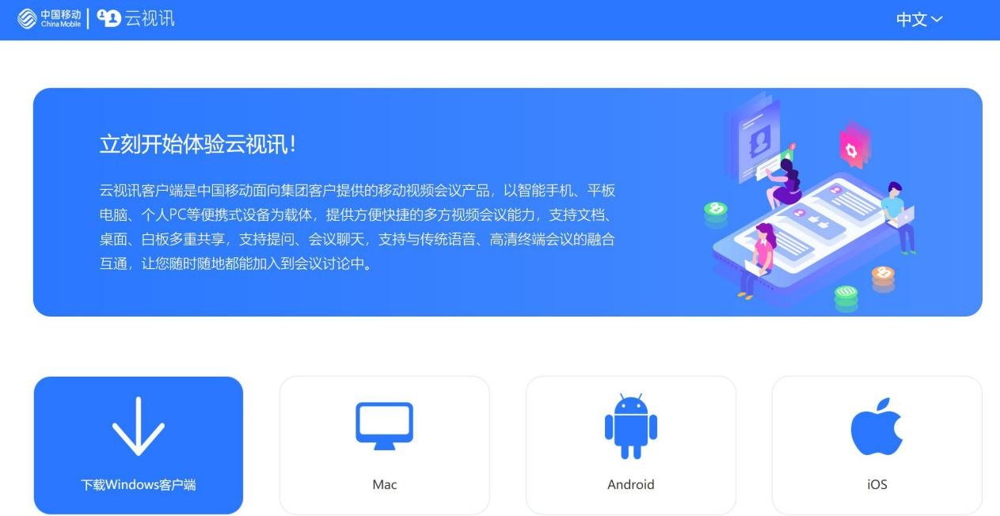 中国移动
China Mobile
云视讯
中文
立刻开始体验云视讯！
云视讯客户端是中国移动面向集团客户提供的移动视频会议产品，以智能手机、平板
电脑、个人PC等便携式设备为载体，提供方便快捷的多方视频会议能力，支持文档、
桌面、白板多重共享，支持提问、会议聊天，支持与传统语音、高清终端会议的融合
互通，让您随时随地都能加入到会议讨论中。
下载Windows客户端
Mac
Android
iOS